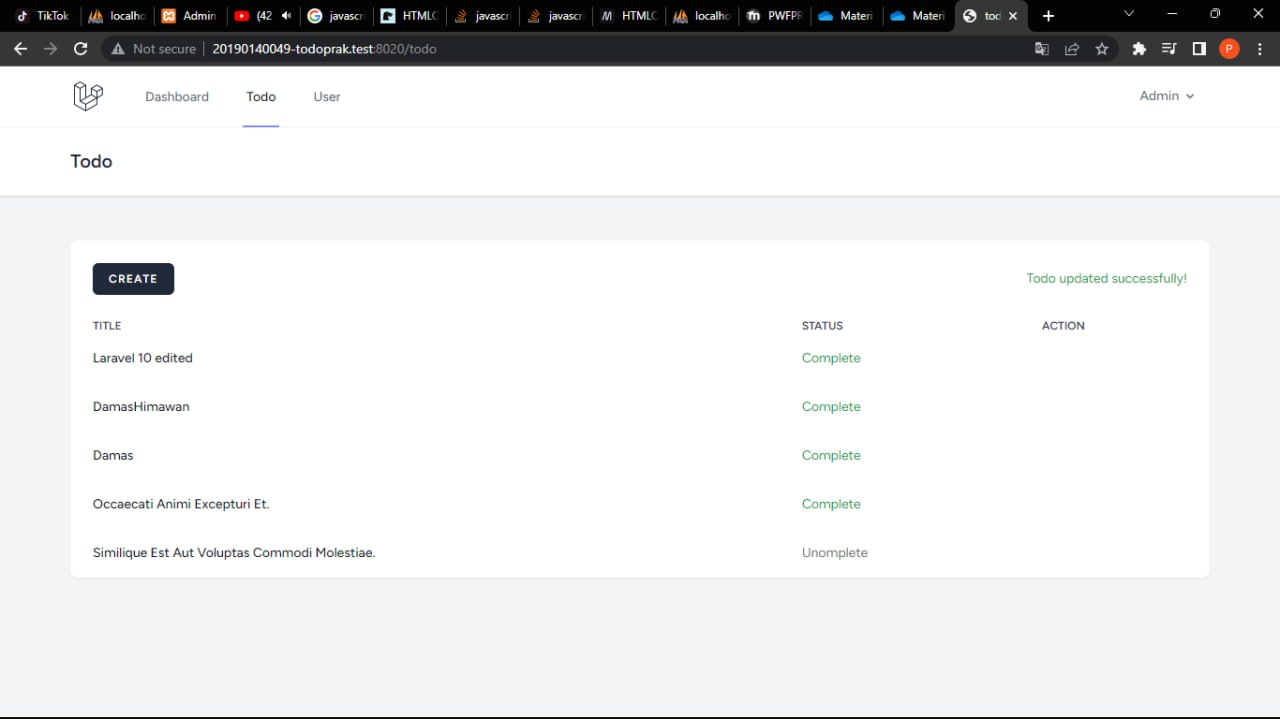 TikTok localho Admin (42 javascr HTMLC javascr javascr HTMLC localho PWFPR Materi Materi tod
Not secure 20190140049-todoprak.test:8020/todo P
Dashboard Todo User Admin
Todo
CREATE Todo updated successfully!
TITLE STATUS ACTION
Laravel 10 edited Complete
DamasHimawan Complete
Damas Complete
Occaecati Animi Excepturi Et. Complete
Similique Est Aut Voluptas Commodi Molestiae. Unomplete